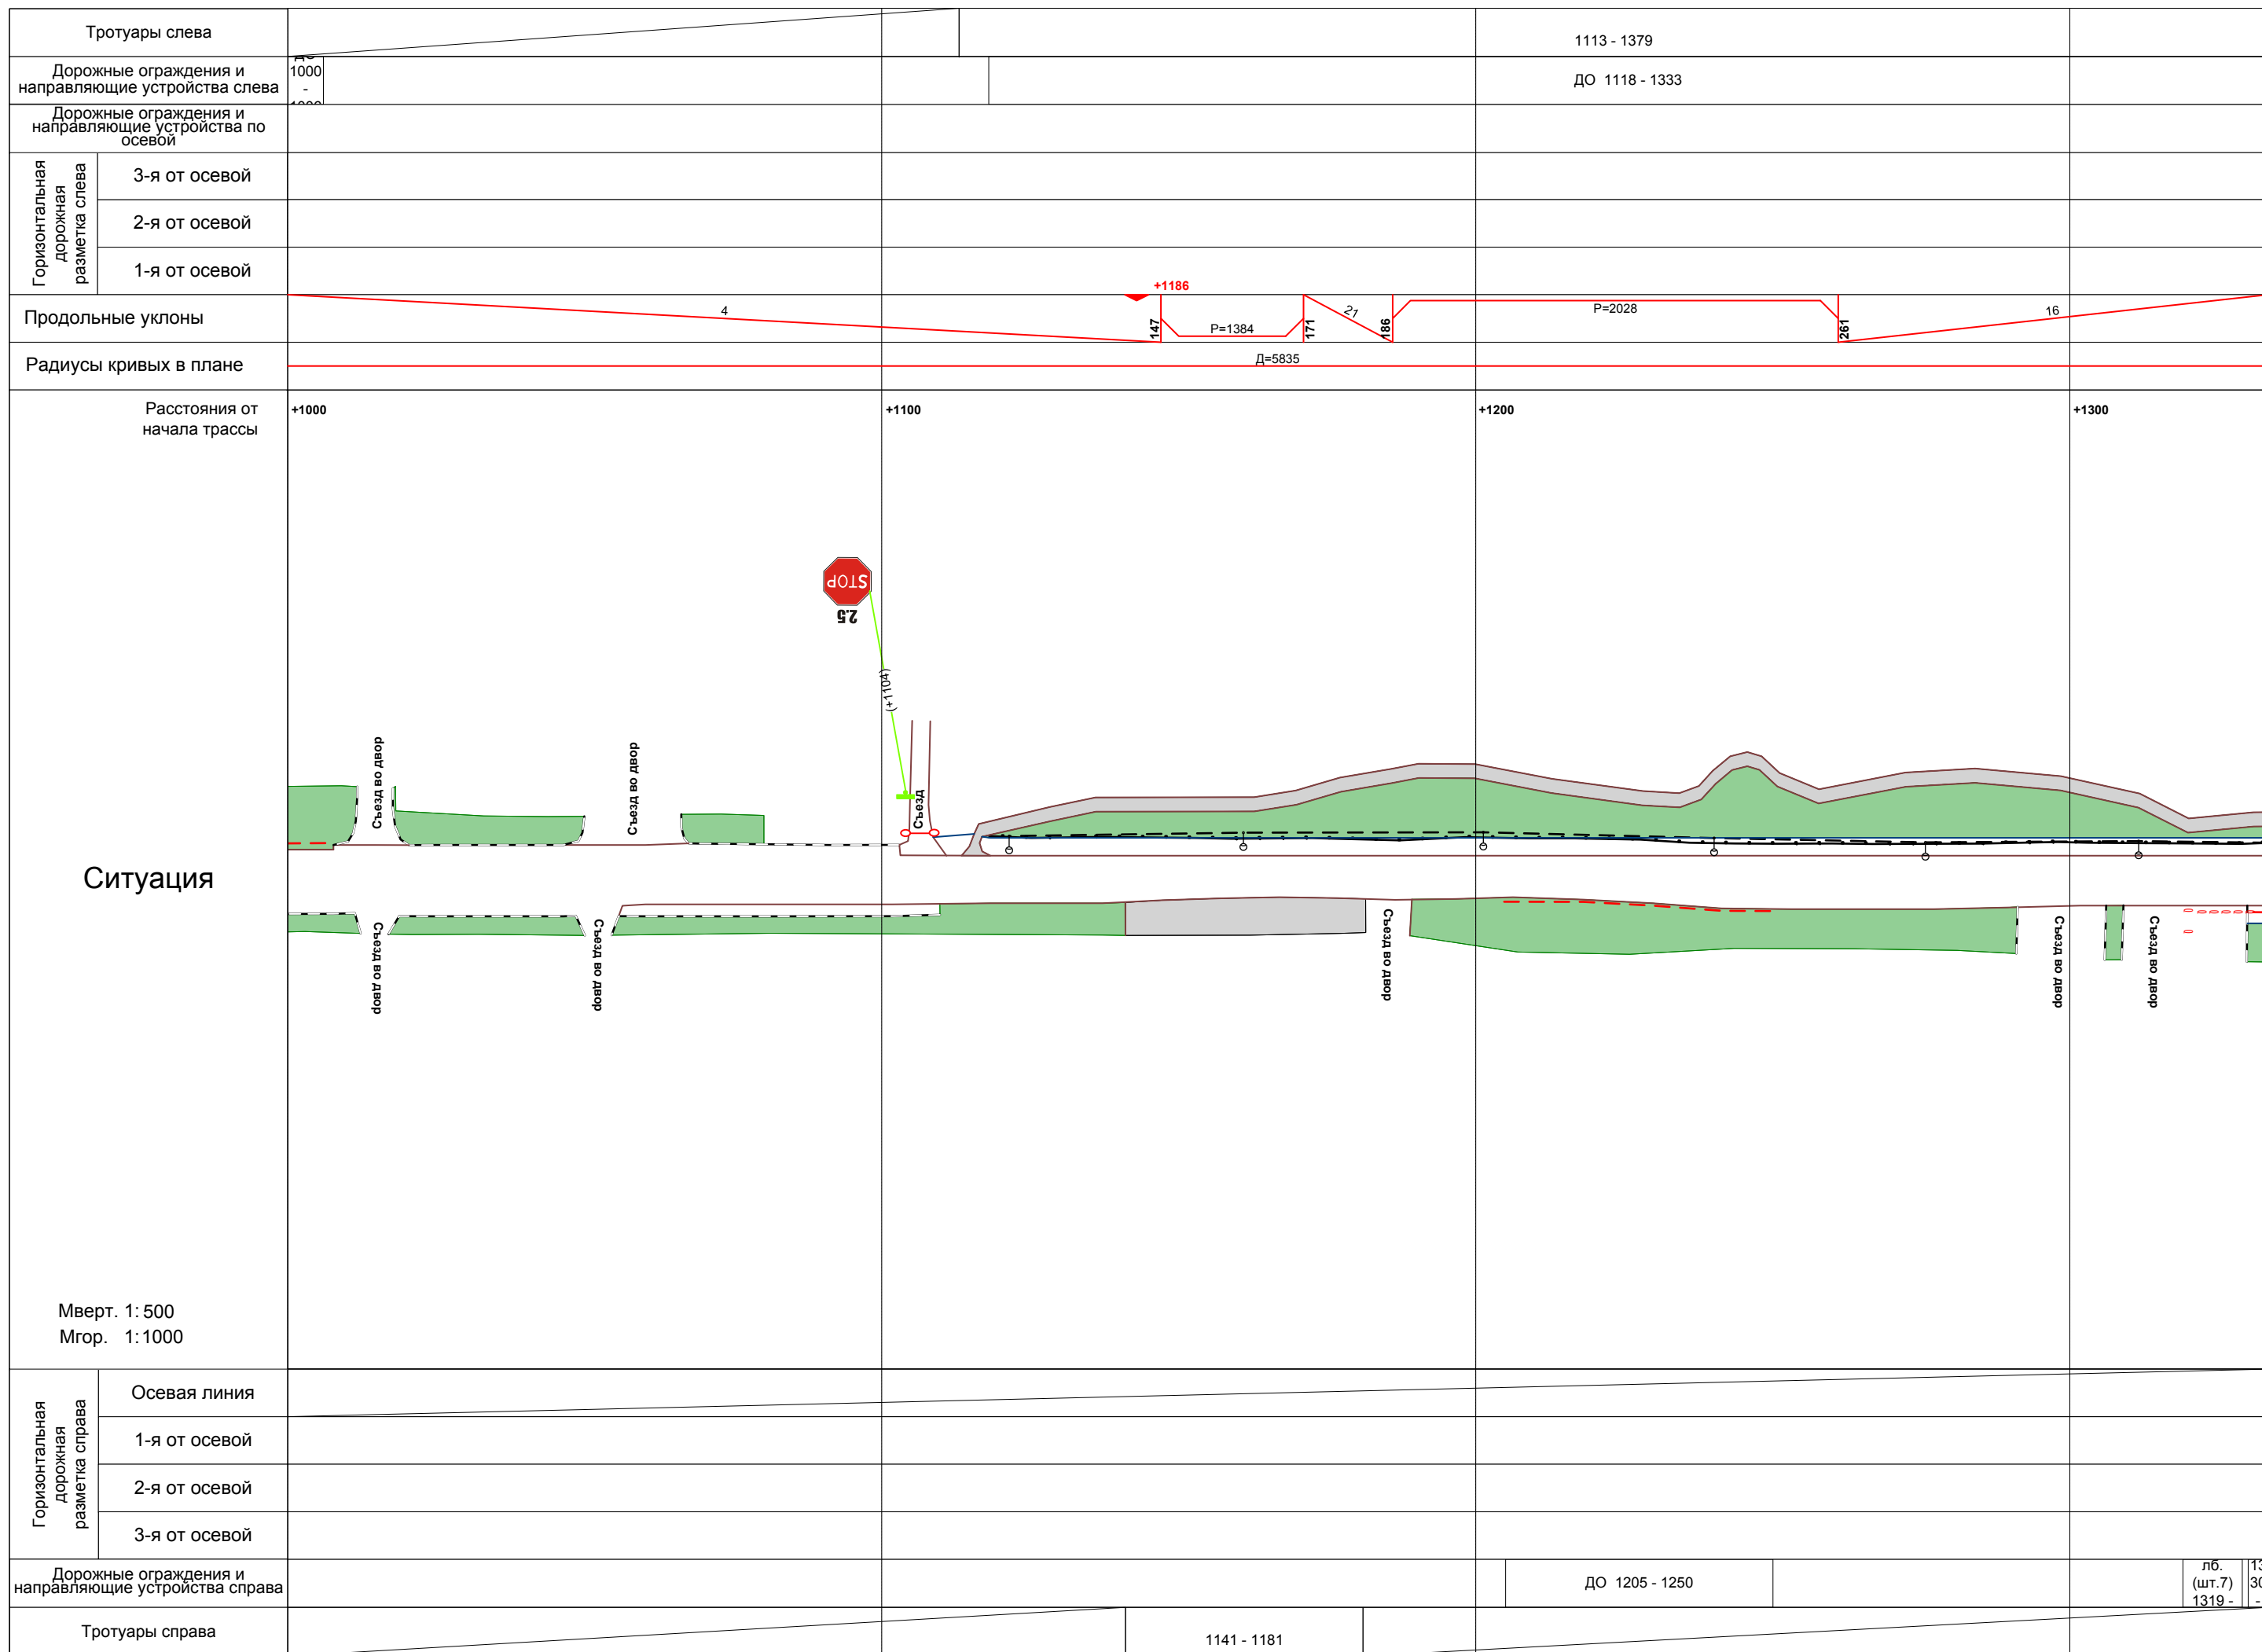 Тротуары слева
1113 - 1379
Дорожные ограждения и
направляющие устройства слева
1000
-
ДО 1118 - 1333
Дорожные ограждения и
направляющие устройства по
осевой
Горизонтальная
дорожная
разметка слева
3-я от осевой
2-я от осевой
1-я от осевой
Продольные уклоны
4
+1186
147
Р=1384
171
21
186
Р=2028
261
16
Радиусы кривых в плане
Д=5835
Расстояния от
начала трассы
+1000
+1100
+1200
+1300
STOP
2.5
(+1104)
Съезд во двор
Съезд во двор
Съезд
Ситуация
Съезд во двор
Съезд во двор
Съезд во двор
Съезд во двор
Съезд во двор
Мверт. 1: 500
Мгор. 1:1000
Горизонтальная
дорожная
разметка справа
Осевая линия
1-я от осевой
2-я от осевой
3-я от осевой
Дорожные ограждения и
направляющие устройства справа
ДО 1205 - 1250
лб.
(шт.7)
1319 -
Тротуары справа
1141 - 1181